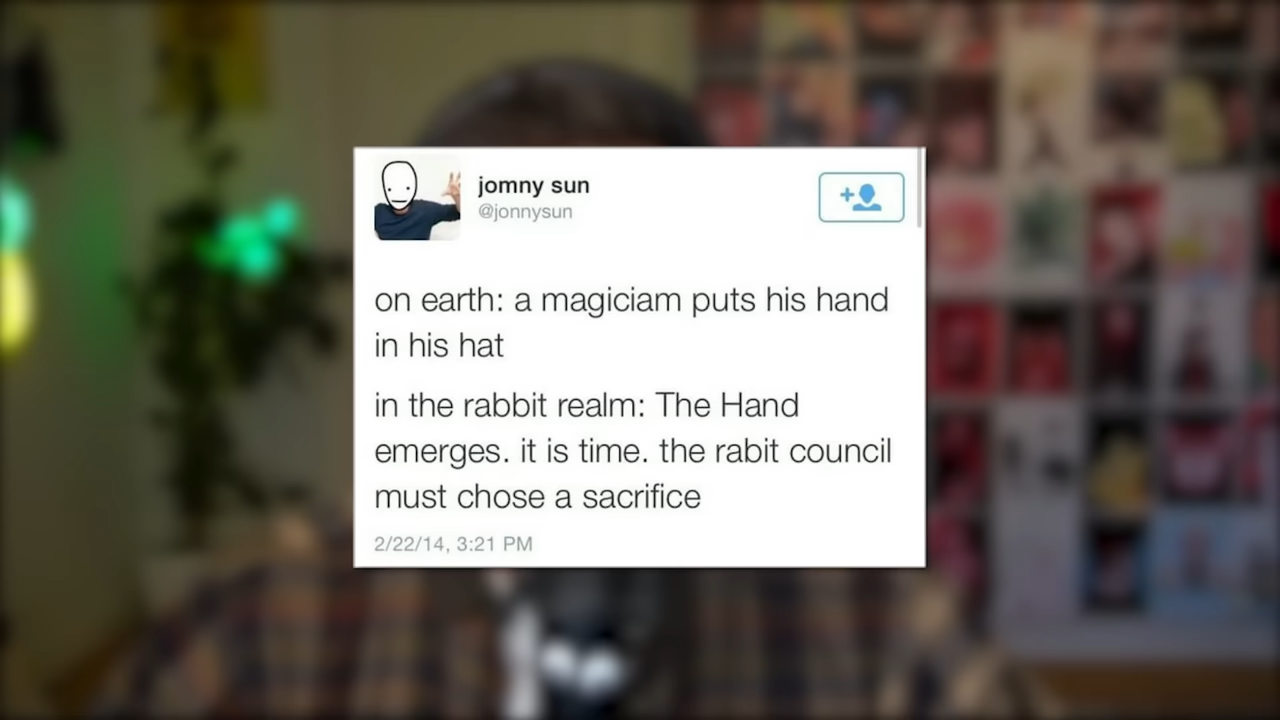 jomny sun
@jonnysun
on earth: a magiciam puts his hand
in his hat
in the rabbit realm: The Hand
emerges. it is time. the rabit council
must chose a sacrifice
2/22/14, 3:21 PM